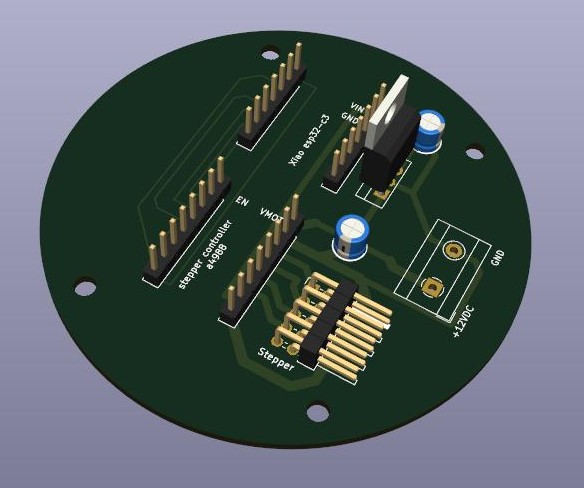 VIN
GND
Xiao esp32-c3
EN
VMOT
stepper controller
a4988
GND
+12VDC
Stepper